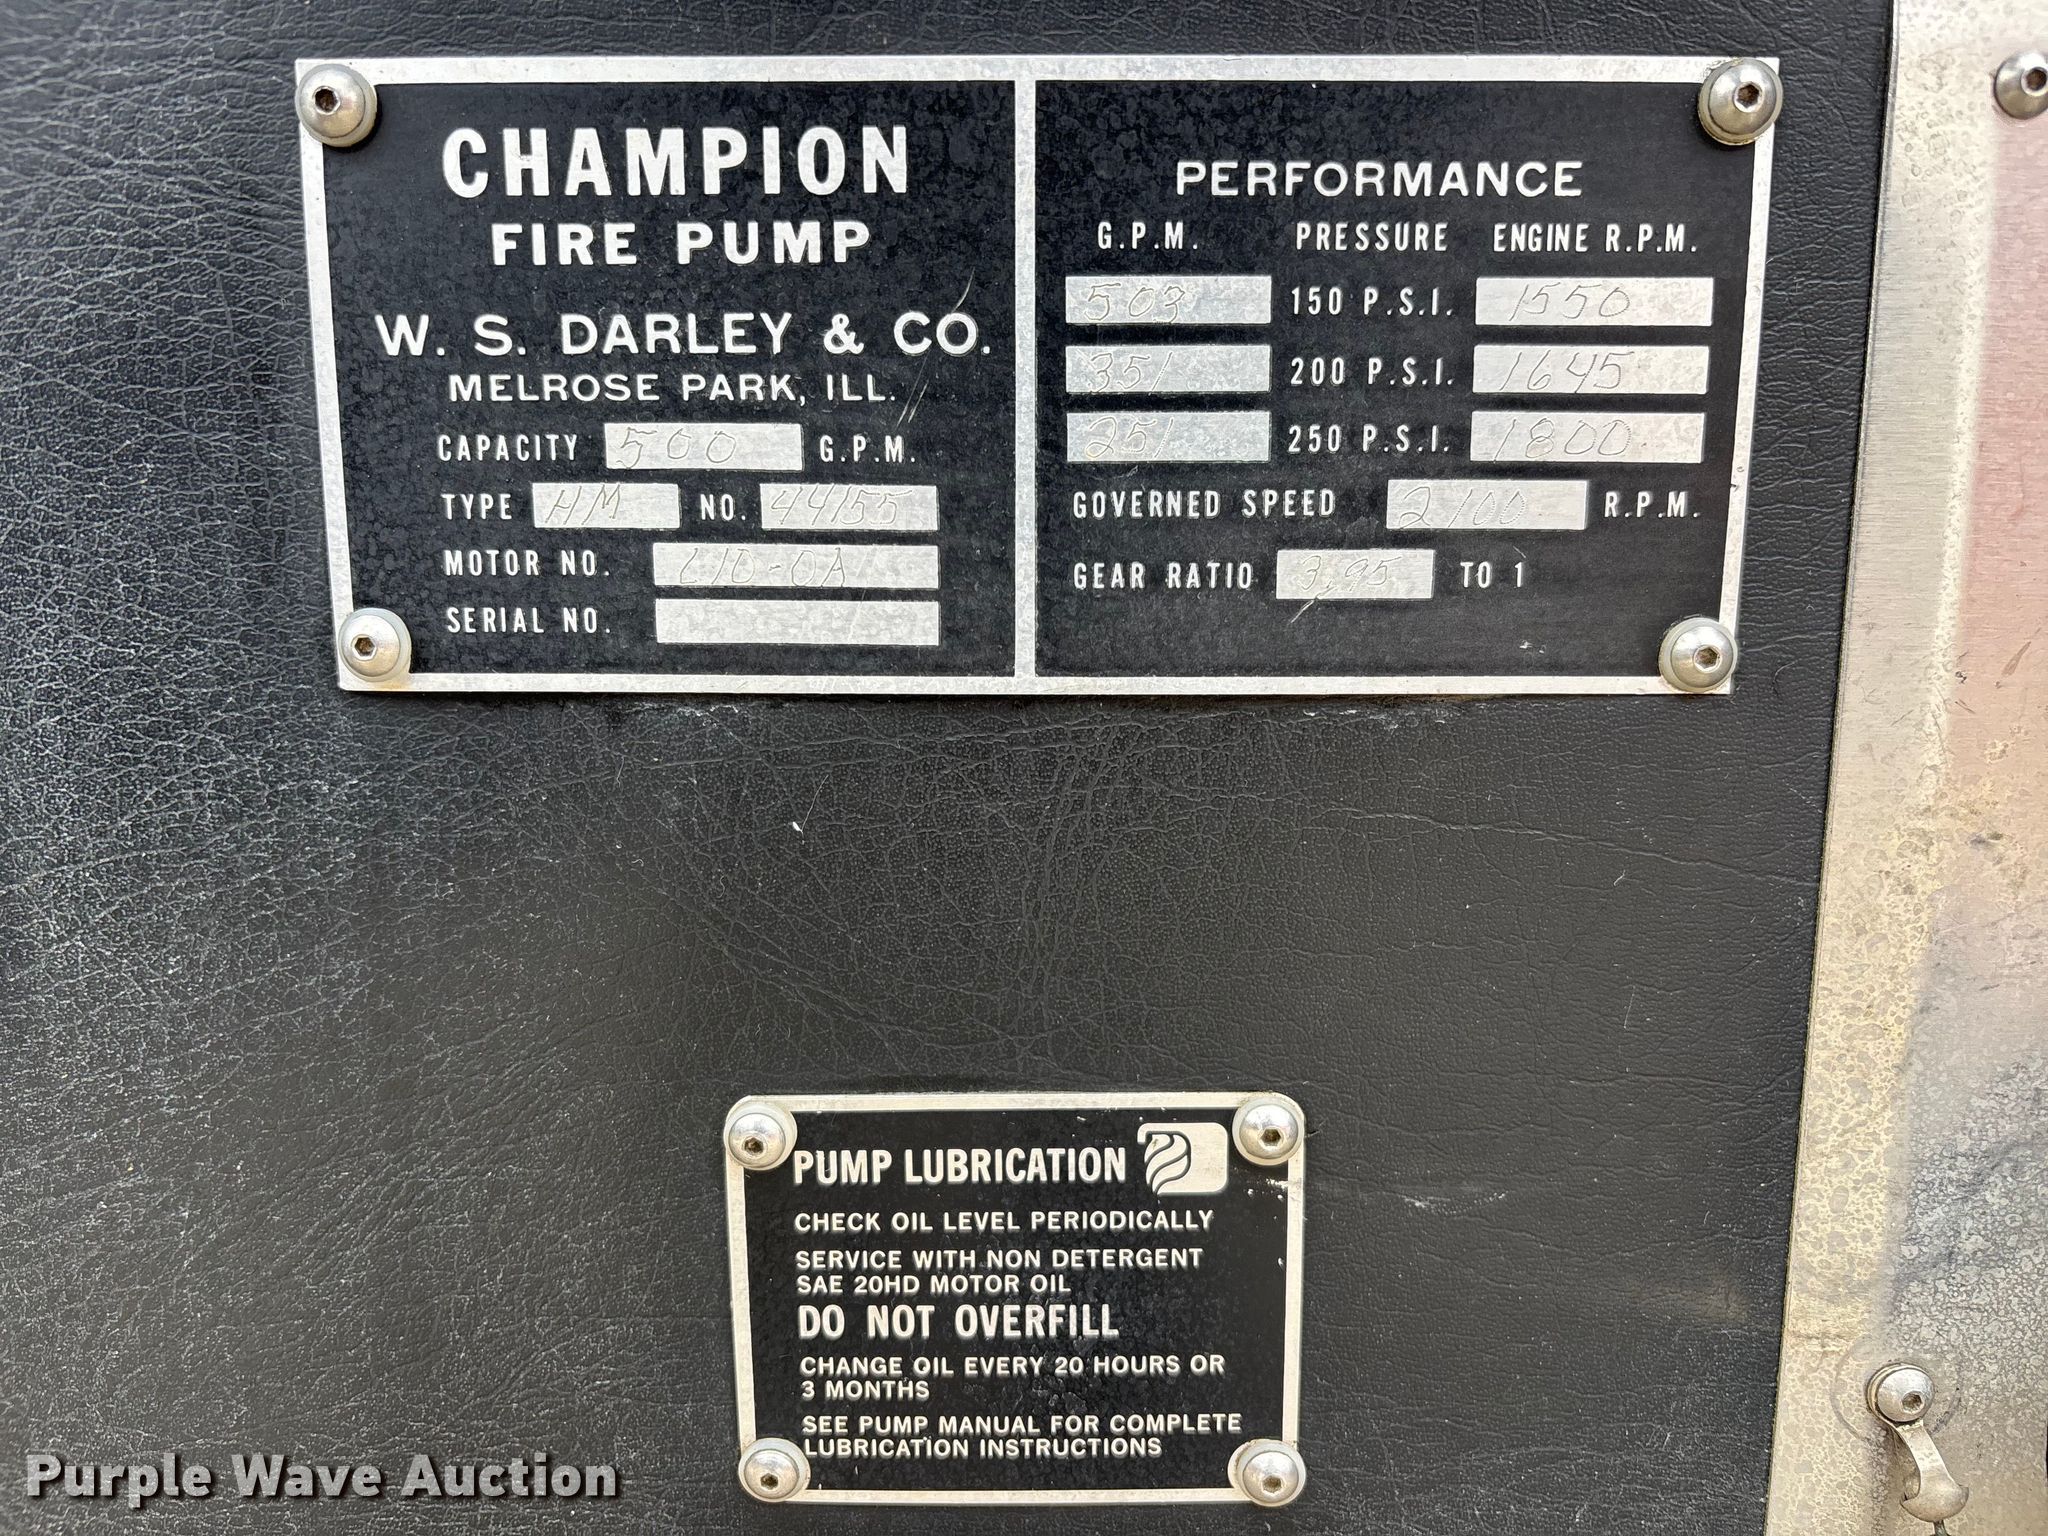 CHAMPION
FIRE PUMP
W. S. DARLEY & CO.
MELROSE PARK, ILL.
CAPACITY 500 G.P.M.
TYPE HM NO. 44155
MOTOR NO. L10-0A
SERIAL NO.
PERFORMANCE
G.P.M. PRESSURE ENGINE R.P.M.
503 150 P.S.I. 1550
351 200 P.S.I. 1645
251 250 P.S.I. 1800
GOVERNED SPEED 2100 R.P.M.
GEAR RATIO 3.95 TO 1
PUMP LUBRICATION
CHECK OIL LEVEL PERIODICALLY
SERVICE WITH NON DETERGENT
SAE 20HD MOTOR OIL
DO NOT OVERFILL
CHANGE OIL EVERY 20 HOURS OR
3 MONTHS
SEE PUMP MANUAL FOR COMPLETE
LUBRICATION INSTRUCTIONS
Purple Wave Auction